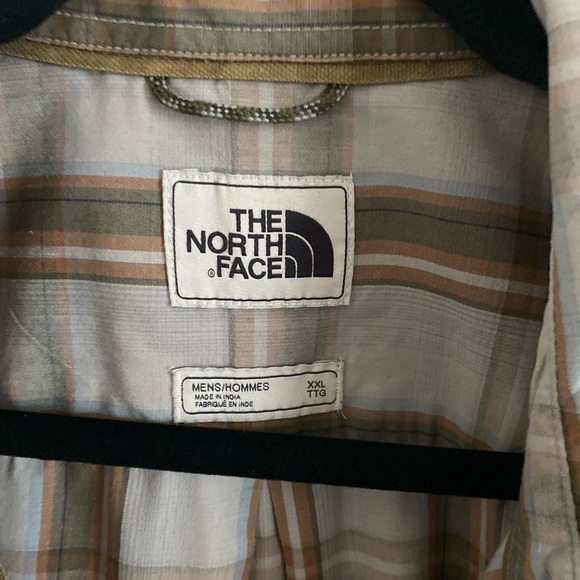 THE
NORTH
® FACE
MENS/HOMMES XXL
MADE IN INDIA TTG
FABRIQUÉ EN INDE